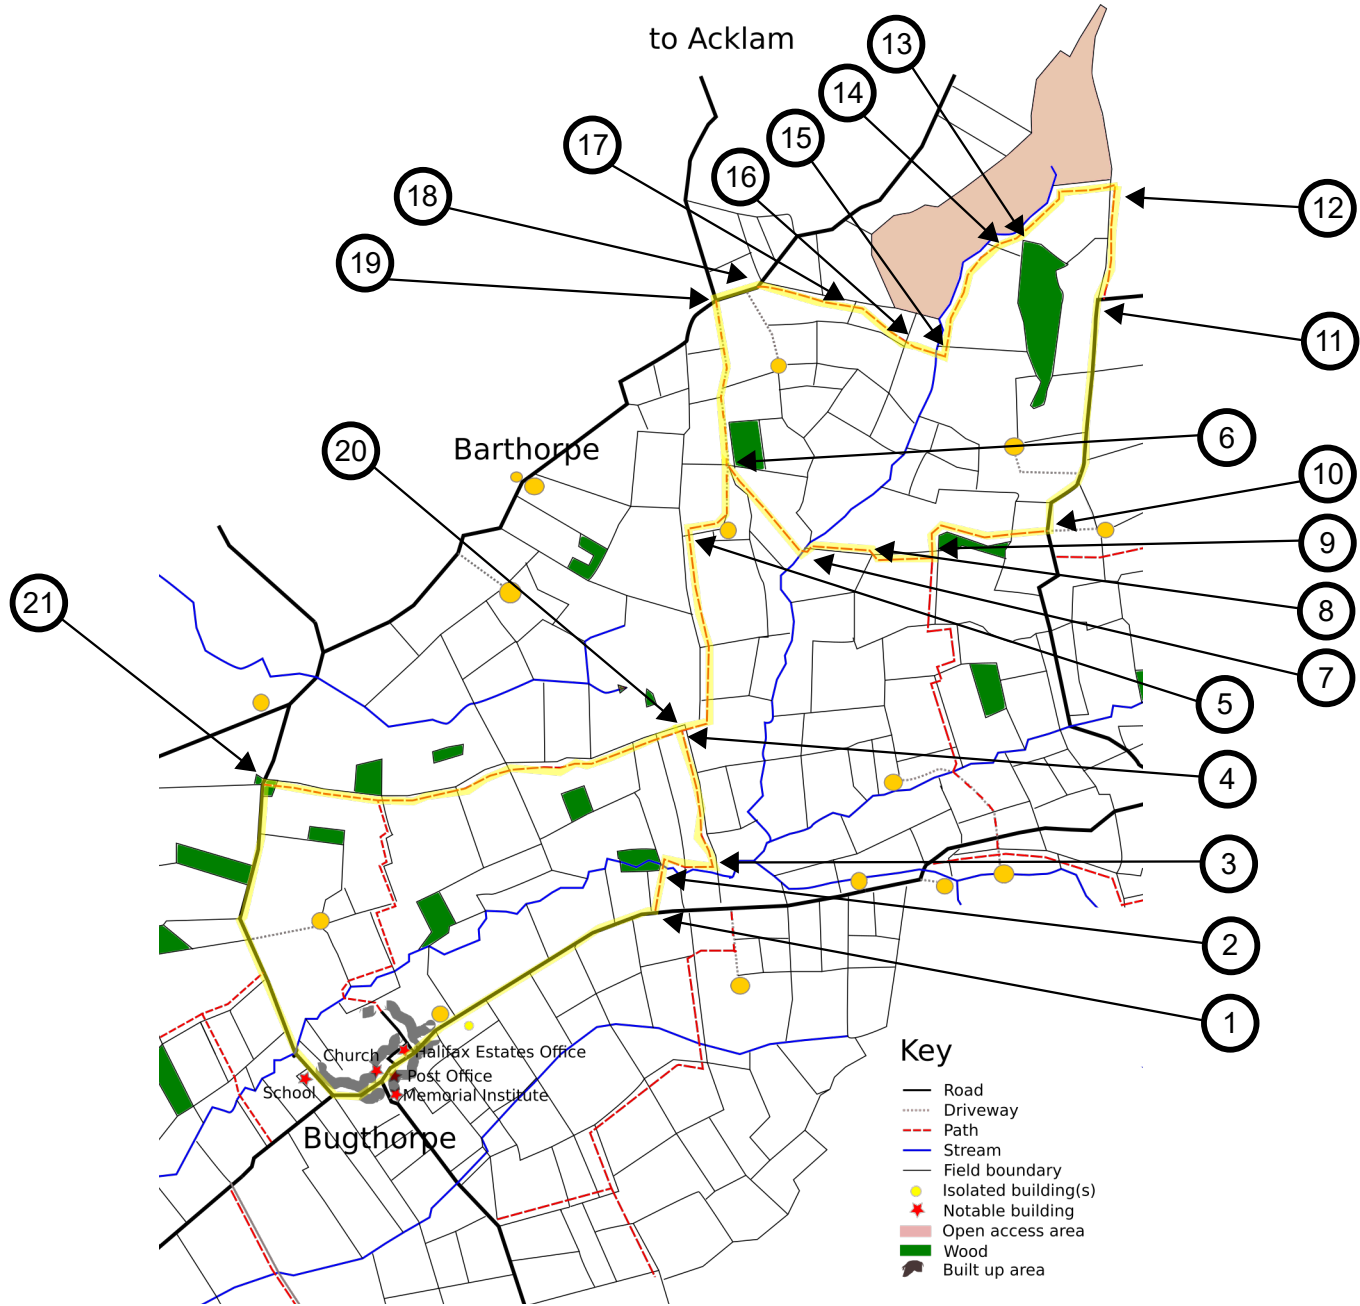 to Acklam
13
14
15
17
16
18
12
19
11
20
Barthorpe
6
10
9
21
8
7
5
4
3
2
1
Key
Church
Halifax Estates Office
Post Office
School
Memorial Institute
Bugthorpe
Road
Driveway
Path
Stream
Field boundary
Isolated building(s)
Notable building
Open access area
Wood
Built up area